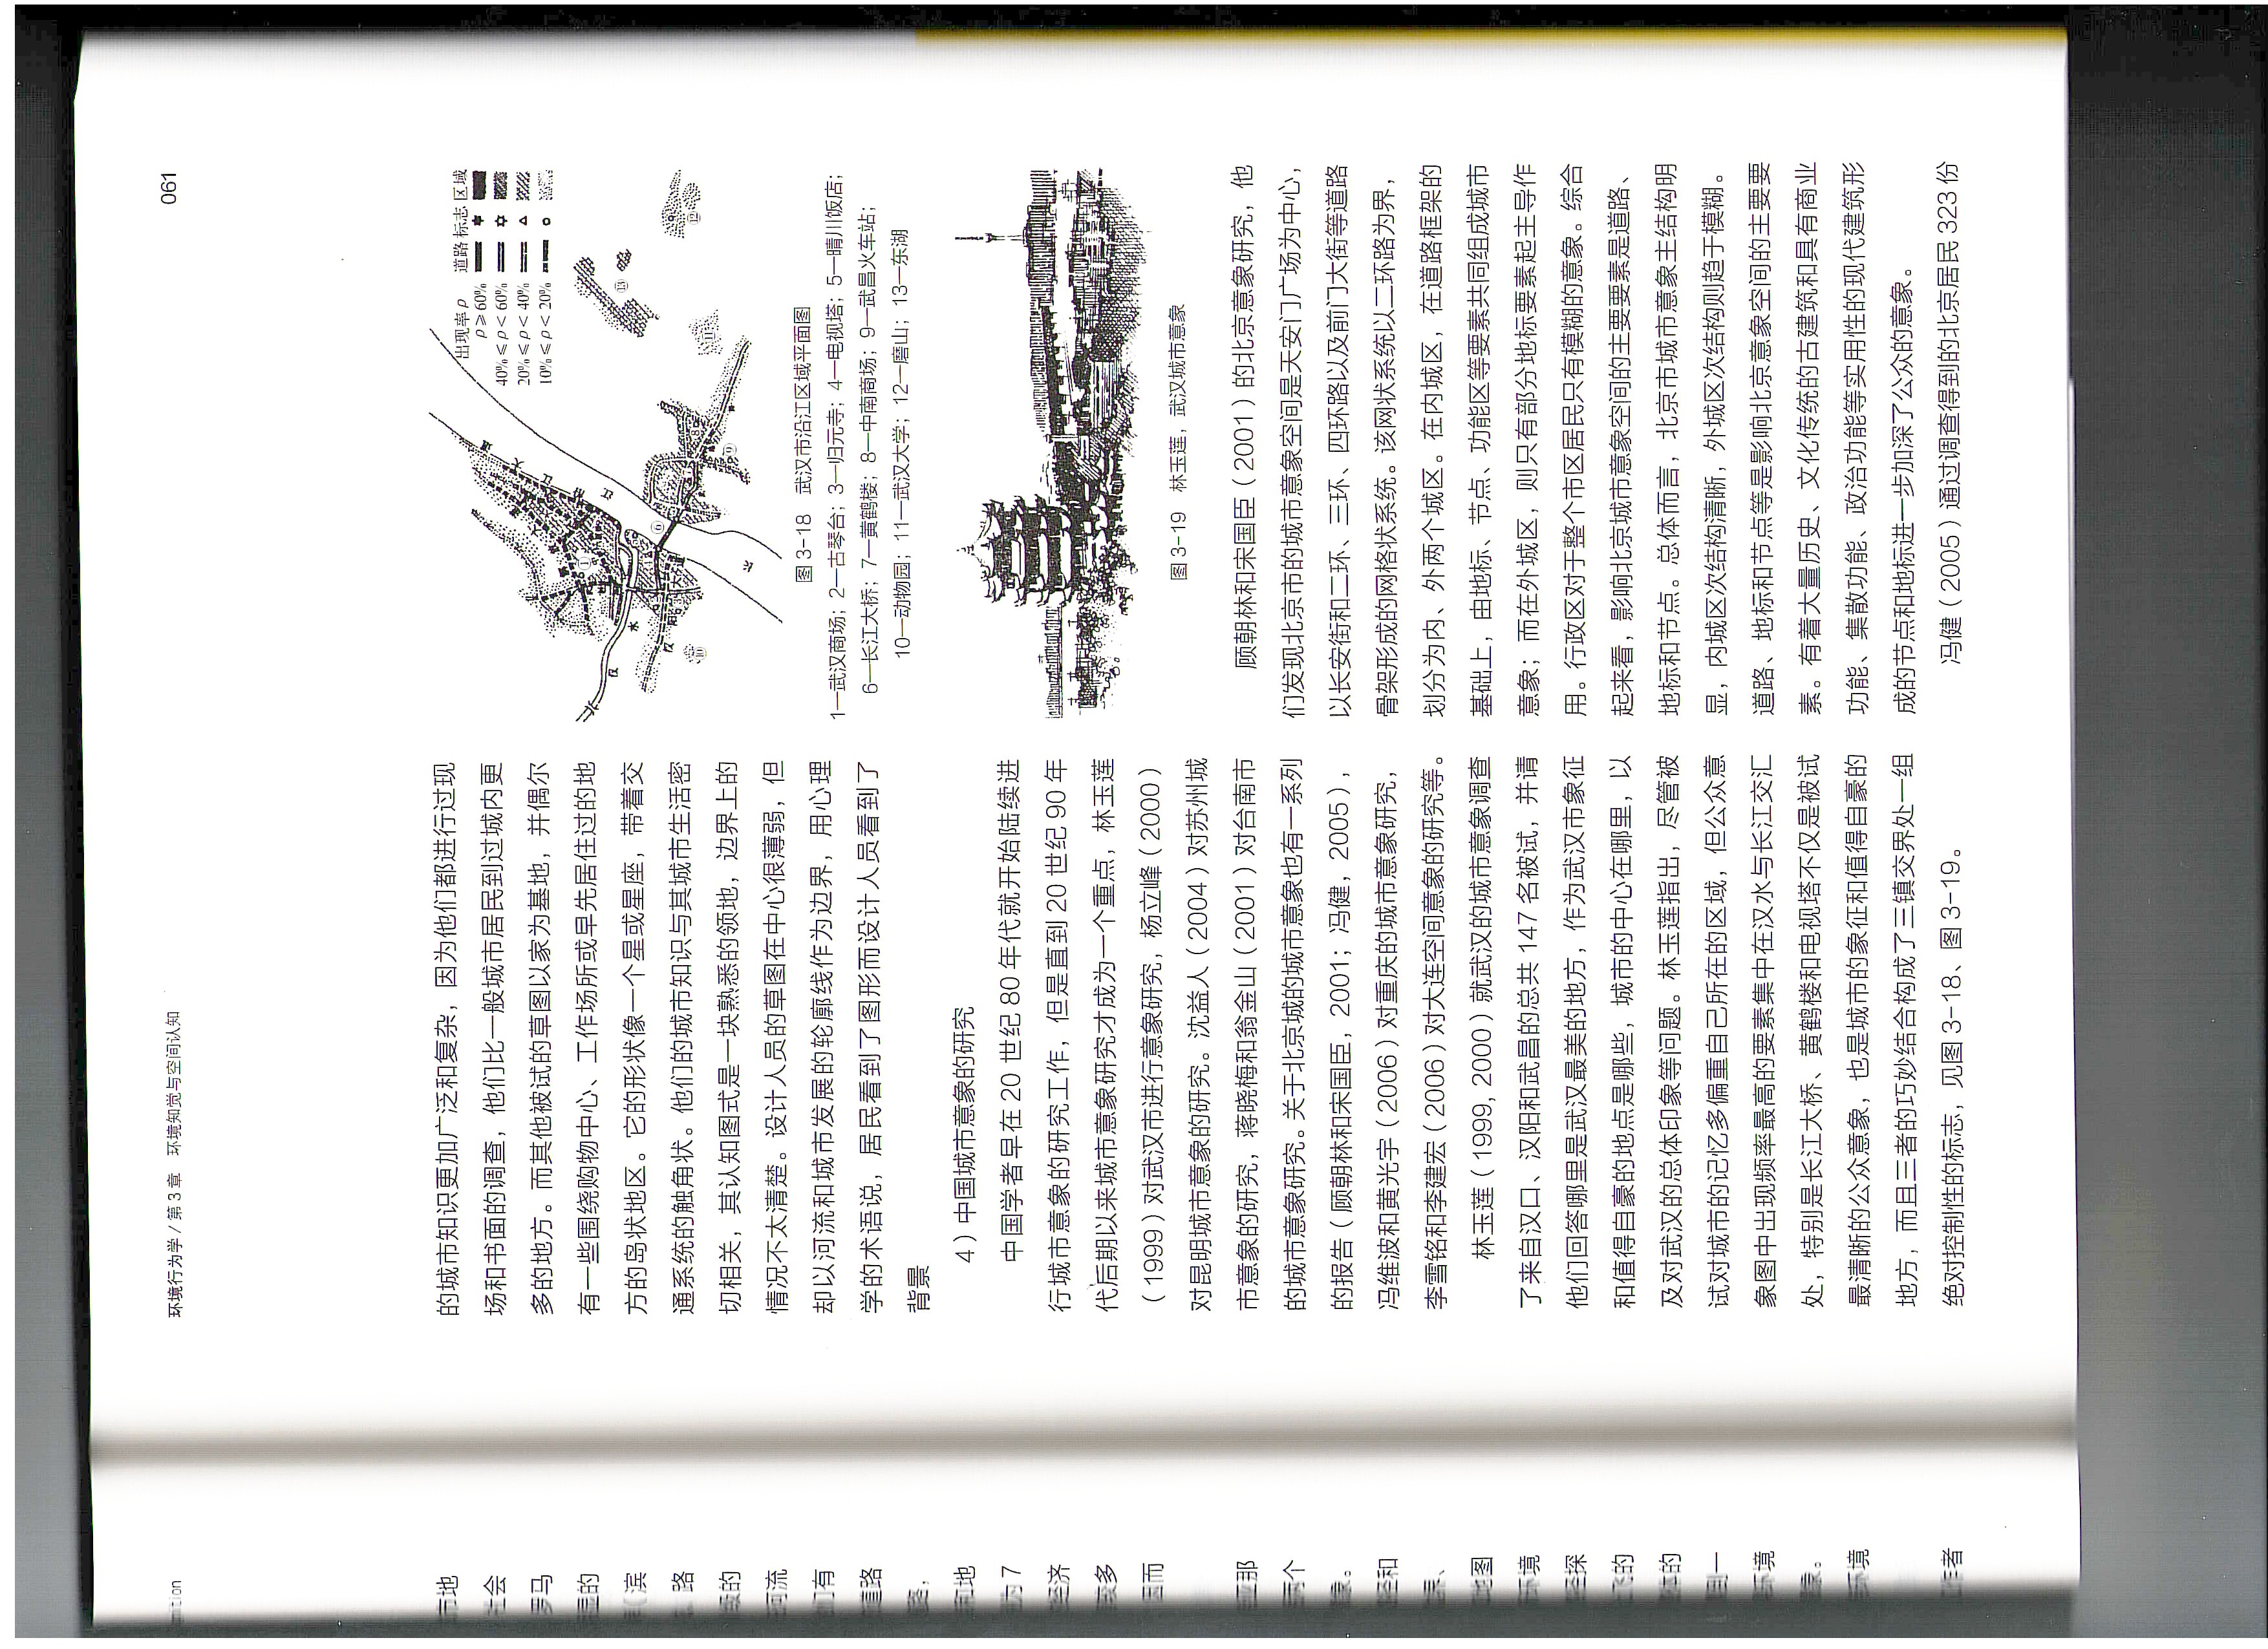 环境行为学 / 第 3 章 环境知觉与空间认知
061
的城市知识更加广泛和复杂，因为他们都进行过现
场和书面的调查，他们比一般城市居民到过城内更
多的地方。而其他被试的草图以家为基地，并偶尔
有一些围绕购物中心、工作场所或早先居住过的地
方的岛状地区。它的形状像一个星或星座，带着交
通系统的触角状。他们的城市知识与其城市生活密
切相关，其认知图式是一块熟悉的领地，边界上的
情况不太清楚。设计人员的草图在中心很薄弱，但
却以河流和城市发展的轮廓线作为边界，用心理
学的术语说，居民看到了图形而设计人员看到了
背景
4）中国城市意象的研究
中国学者早在 20 世纪 80 年代就开始陆续进
行城市意象的研究工作，但是直到 20 世纪 90 年
代后期以来城市意象研究才成为一个重点，林玉莲
（1999）对武汉市进行意象研究，杨立峰（2000）
对昆明城市意象的研究。沈益人（2004）对苏州城
市意象的研究，蒋晓梅和翁金山（2001）对台南市
的城市意象研究。关于北京城的城市意象也有一系列
的报告（顾朝林和宋国臣，2001；冯健，2005），
冯维波和黄光宇（2006）对重庆的城市意象研究，
李雪铭和李建宏（2006）对大连空间意象的研究等。
林玉莲（1999, 2000）就武汉的城市意象调查
了来自汉口、汉阳和武昌的总共 147 名被试，并请
他们回答哪里是武汉最美的地方，作为武汉市象征
和值得自豪的地点是哪些，城市的中心在哪里，以
及对武汉的总体印象等问题。林玉莲指出，尽管被
试对城市的记忆多偏重自己所在的区域，但公众意
象图中出现频率最高的要素集中在汉水与长江交汇
处，特别是长江大桥、黄鹤楼和电视塔不仅是被试
最清晰的公众意象，也是城市的象征和值得自豪的
地方，而且三者的巧妙结合构成了三镇交界处一组
绝对控制性的标志，见图 3-18、图 3-19。
出现率 ρ 道路 标志 区域
ρ ≥ 60%
40% ≤ ρ < 60%
20% ≤ ρ < 40%
10% ≤ ρ < 20%
图 3-18 武汉市沿江区域平面图
1—武汉商场；2—古琴台；3—归元寺；4—电视塔；5—晴川饭店；
6—长江大桥；7—黄鹤楼；8—中南商场；9—武昌火车站；
10—动物园；11—武汉大学；12—磨山；13—东湖
图 3-19 林玉莲，武汉城市意象
顾朝林和宋国臣（2001）的北京意象研究，他
们发现北京市的城市意象空间是天安门广场为中心，
以长安街和二环、三环、四环路以及前门大街等道路
骨架形成的网格状系统。该网状系统以二环路为界，
划分为内、外两个城区。在内城区，在道路框架的
基础上，由地标、节点、功能区等要素共同组成城市
意象；而在外城区，则只有部分地标要素起主导作
用。行政区对于整个市区居民只有模糊的意象。综合
起来看，影响北京城市意象空间的主要要素是道路、
地标和节点。总体而言，北京市城市意象主结构明
显，内城区次结构清晰，外城区次结构则趋于模糊。
道路、地标和节点等是影响北京意象空间的主要要
素。有着大量历史、文化传统的古建筑和具有商业
功能、集散功能、政治功能等实用性的现代建筑形
成的节点和地标进一步加深了公众的意象。
冯健（2005）通过调查得到的北京居民 323 份